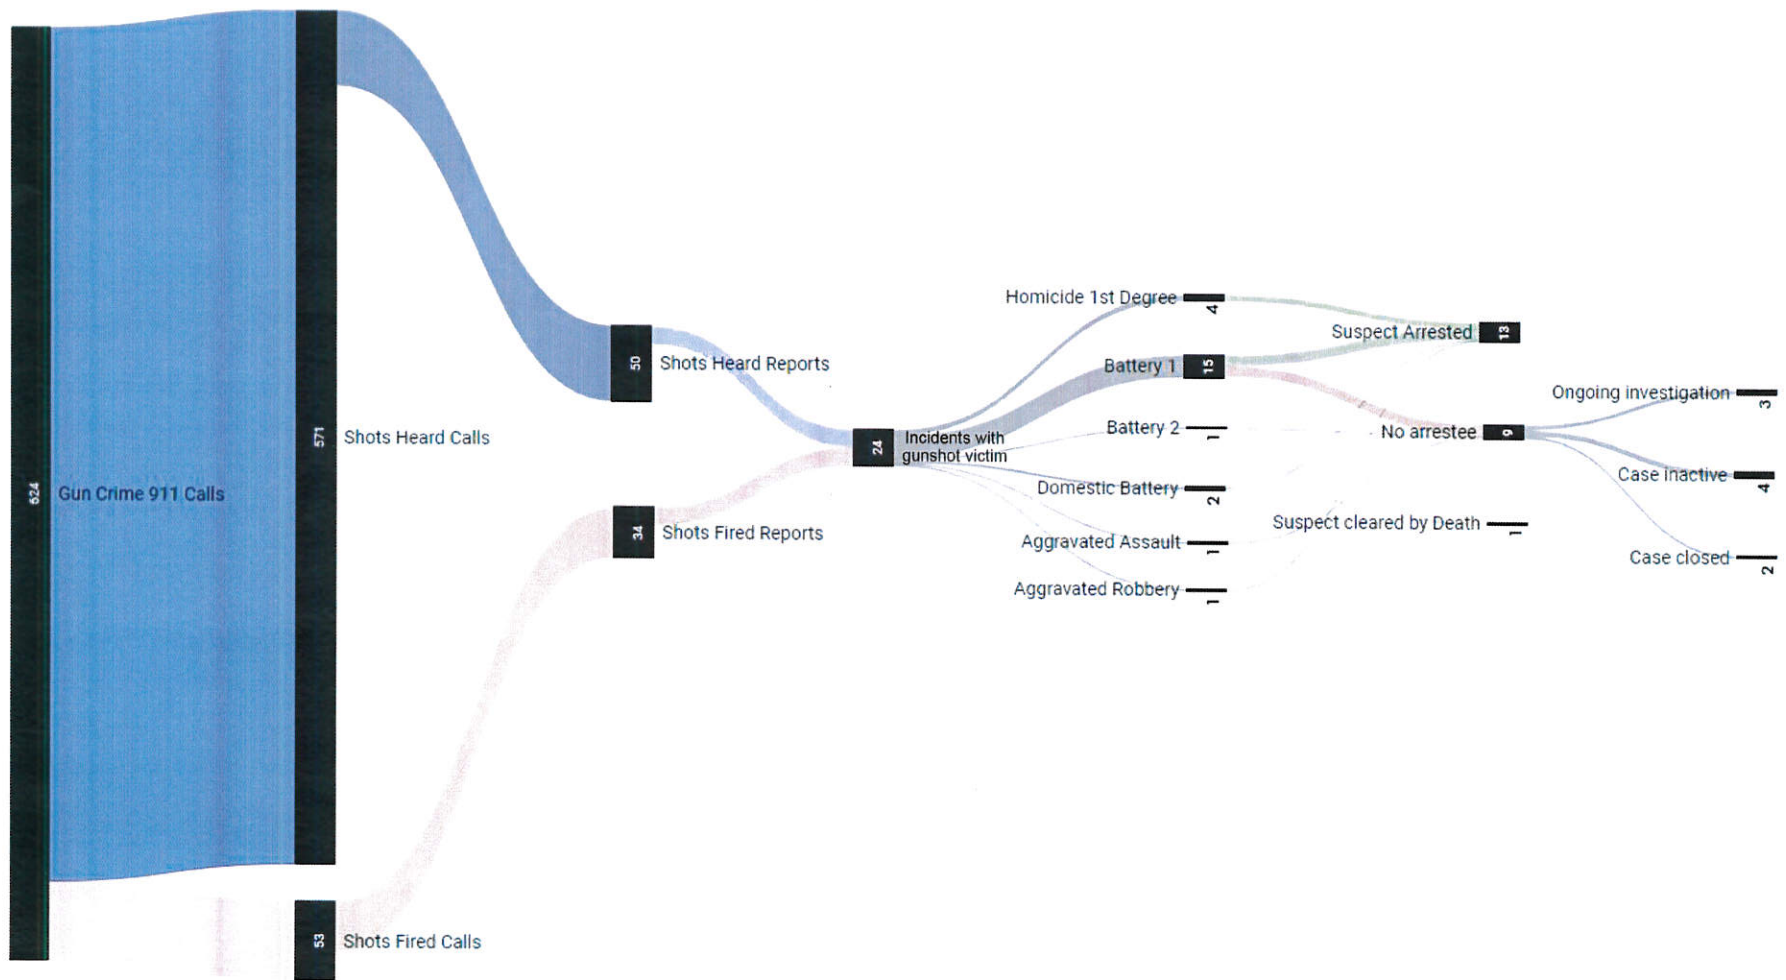 624
Gun Crime 911 Calls
571
Shots Heard Calls
53
Shots Fired Calls
50
Shots Heard Reports
34
Shots Fired Reports
24
Incidents with
gunshot victim
Homicide 1st Degree
4
Battery 1
15
Battery 2
1
Domestic Battery
2
Aggravated Assault
1
Aggravated Robbery
1
Suspect Arrested
13
No arrestee
9
Suspect cleared by Death
1
Ongoing investigation
3
Case inactive
4
Case closed
2